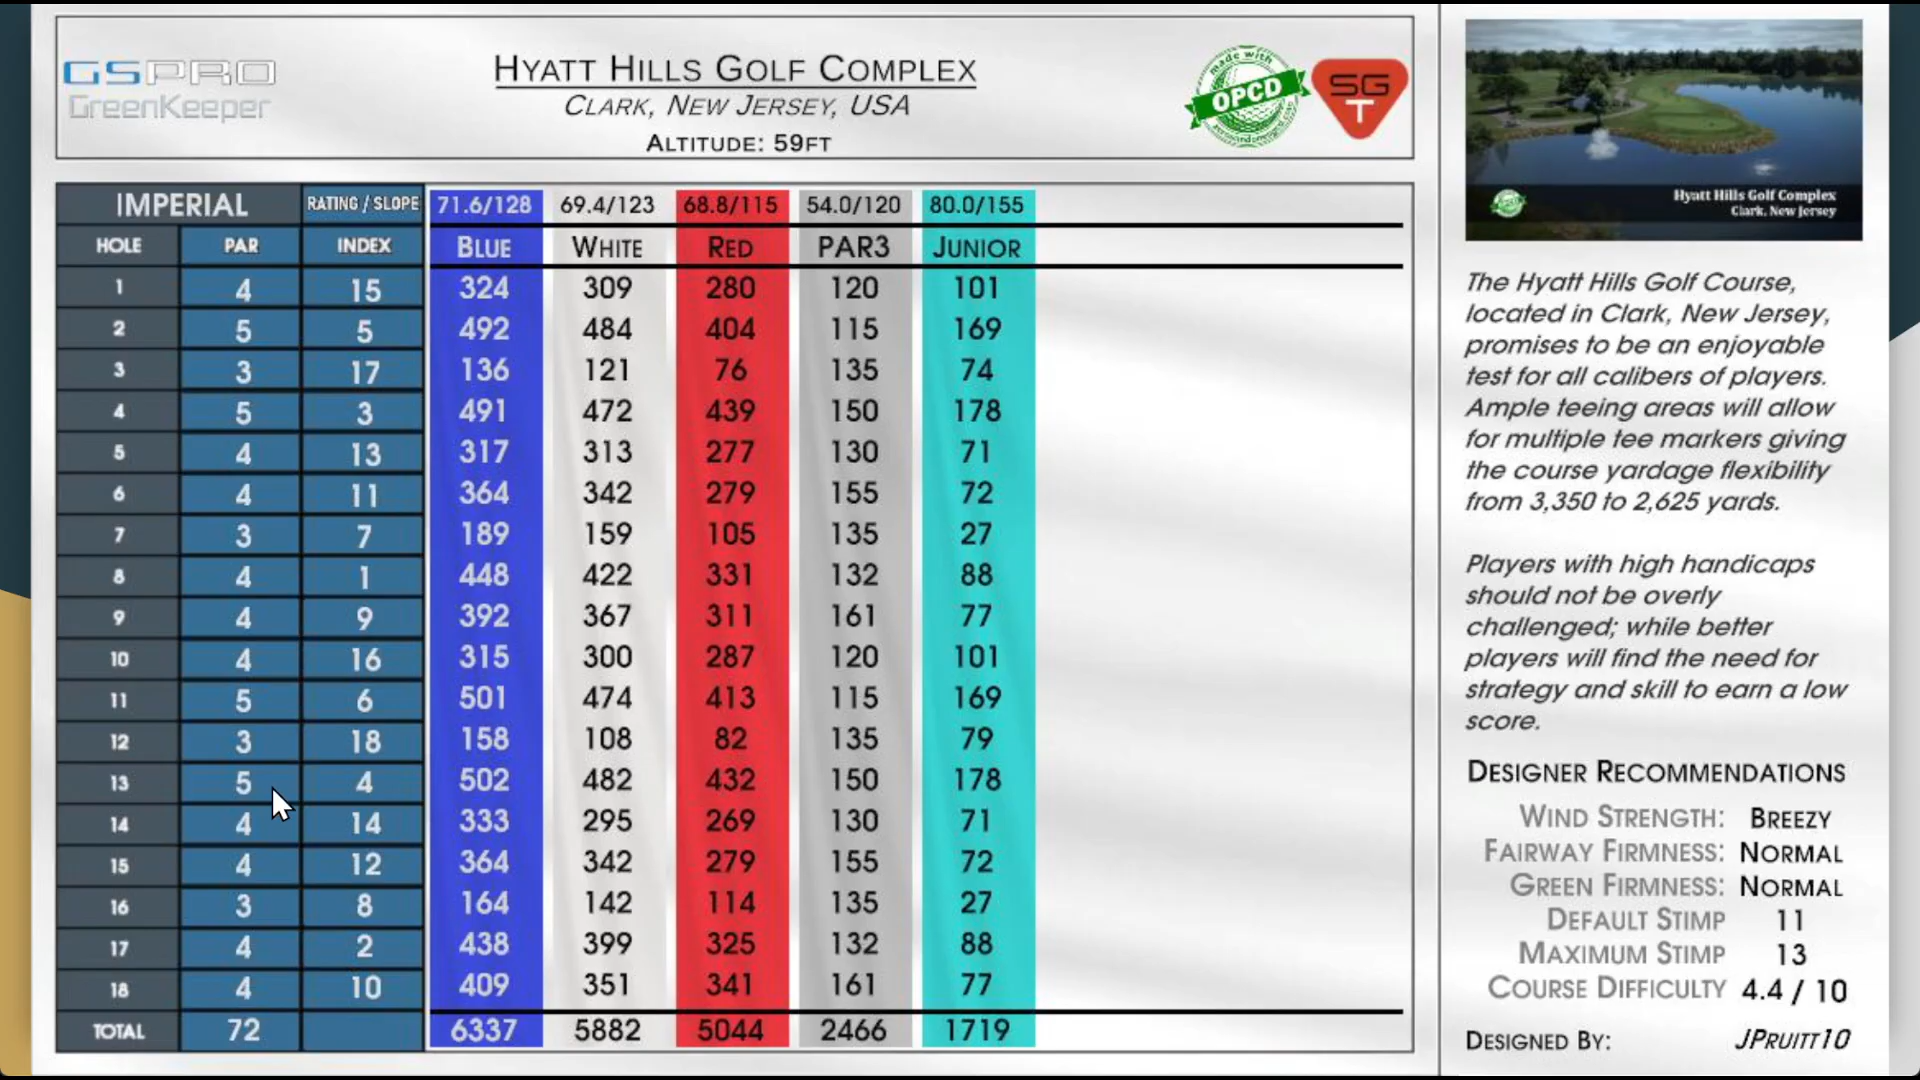 GSPRO
GreenKeeper
HYATT HILLS GOLF COMPLEX
CLARK, NEW JERSEY, USA
ALTITUDE: 59FT
made with
OPCD
SG
T
IMPERIAL RATING / SLOPE 71.6/128 69.4/123 68.8/115 54.0/120 80.0/155
HOLE PAR INDEX BLUE WHITE RED PAR3 JUNIOR
1 4 15 324 309 280 120 101
2 5 5 492 484 404 115 169
3 3 17 136 121 76 135 74
4 5 3 491 472 439 150 178
5 4 13 317 313 277 130 71
6 4 11 364 342 279 155 72
7 3 7 189 159 105 135 27
8 4 1 448 422 331 132 88
9 4 9 392 367 311 161 77
10 4 16 315 300 287 120 101
11 5 6 501 474 413 115 169
12 3 18 158 108 82 135 79
13 5 4 502 482 432 150 178
14 4 14 333 295 269 130 71
15 4 12 364 342 279 155 72
16 3 8 164 142 114 135 27
17 4 2 438 399 325 132 88
18 4 10 409 351 341 161 77
TOTAL 72 6337 5882 5044 2466 1719
Hyatt Hills Golf Complex
Clark, New Jersey
The Hyatt Hills Golf Course,
located in Clark, New Jersey,
promises to be an enjoyable
test for all calibers of players.
Ample teeing areas will allow
for multiple tee markers giving
the course yardage flexibility
from 3,350 to 2,625 yards.
Players with high handicaps
should not be overly
challenged; while better
players will find the need for
strategy and skill to earn a low
score.
DESIGNER RECOMMENDATIONS
WIND STRENGTH: BREEZY
FAIRWAY FIRMNESS: NORMAL
GREEN FIRMNESS: NORMAL
DEFAULT STIMP 11
MAXIMUM STIMP 13
COURSE DIFFICULTY 4.4 / 10
DESIGNED BY: JPRUITT10